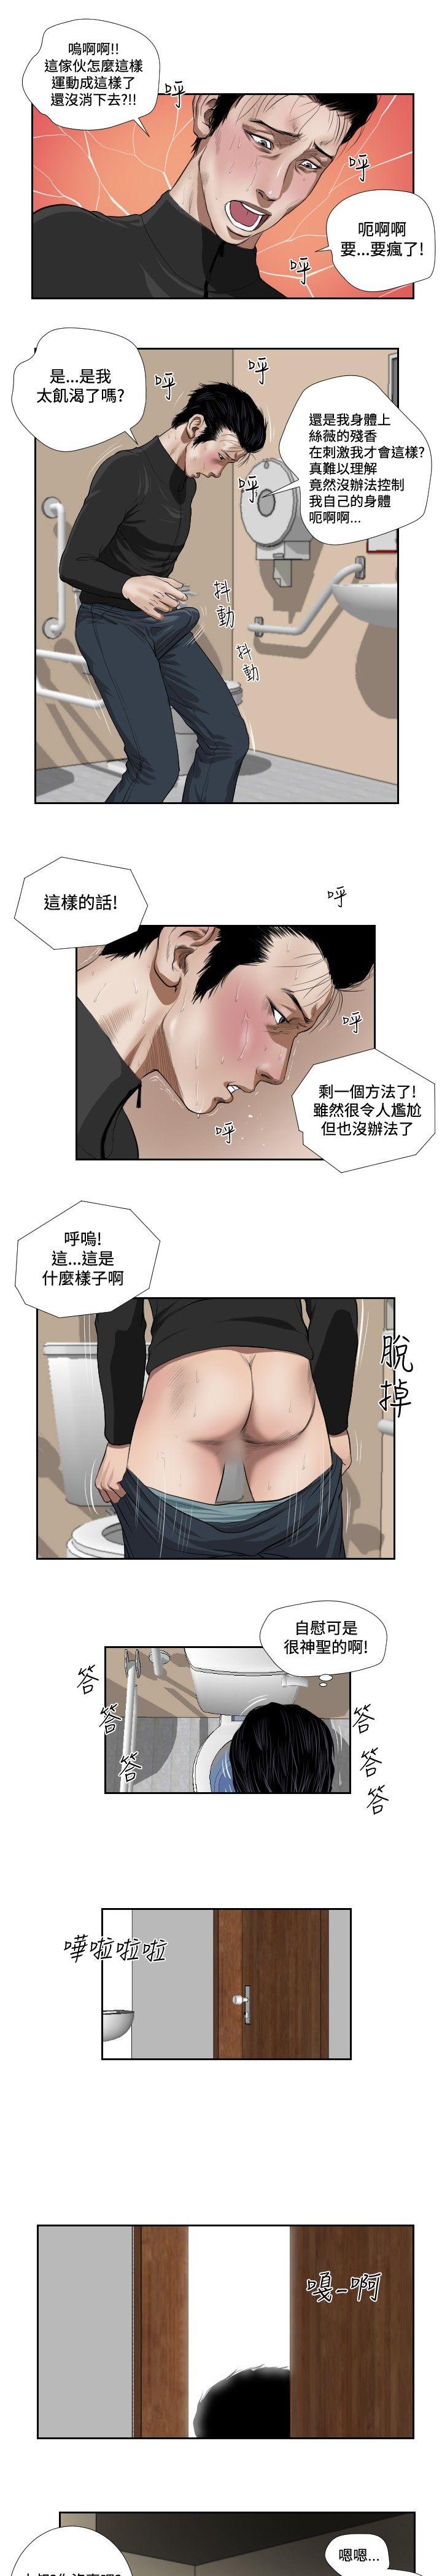 嗚啊啊!!
這傢伙怎麼這樣
運動成這樣了
還沒消下去?!!
呼
呼
呃啊啊
要...要瘋了!
呼
是...是我
太飢渴了嗎?
呼
呼
還是我身體上
絲薇的殘香
在刺激我才會這樣?
真難以理解
竟然沒辦法控制
我自己的身體
呃啊啊...
呼
抖動
抖動
這樣的話!
呼
呼
剩一個方法了!
雖然很令人尷尬
但也沒辦法了
呼
呼嗚!
這...這是
什麼樣子啊
脫掉
自慰可是
很神聖的啊!
答
答
答
答
答
答
嘩啦啦啦
嘎-啊
嗯嗯...